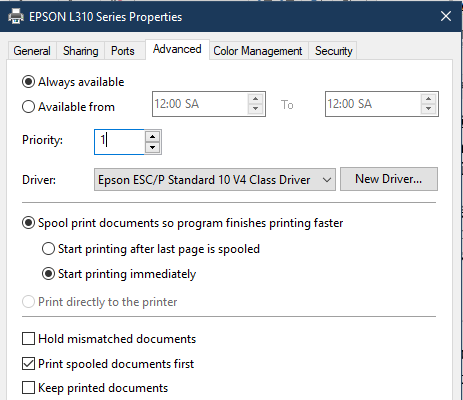 EPSON L310 Series Properties
General Sharing Ports Advanced Color Management Security
Always available
Available from 12:00 SA To 12:00 SA
Priority: 1
Driver: Epson ESC/P Standard 10 V4 Class Driver New Driver...
Spool print documents so program finishes printing faster
Start printing after last page is spooled
Start printing immediately
Print directly to the printer
Hold mismatched documents
Print spooled documents first
Keep printed documents